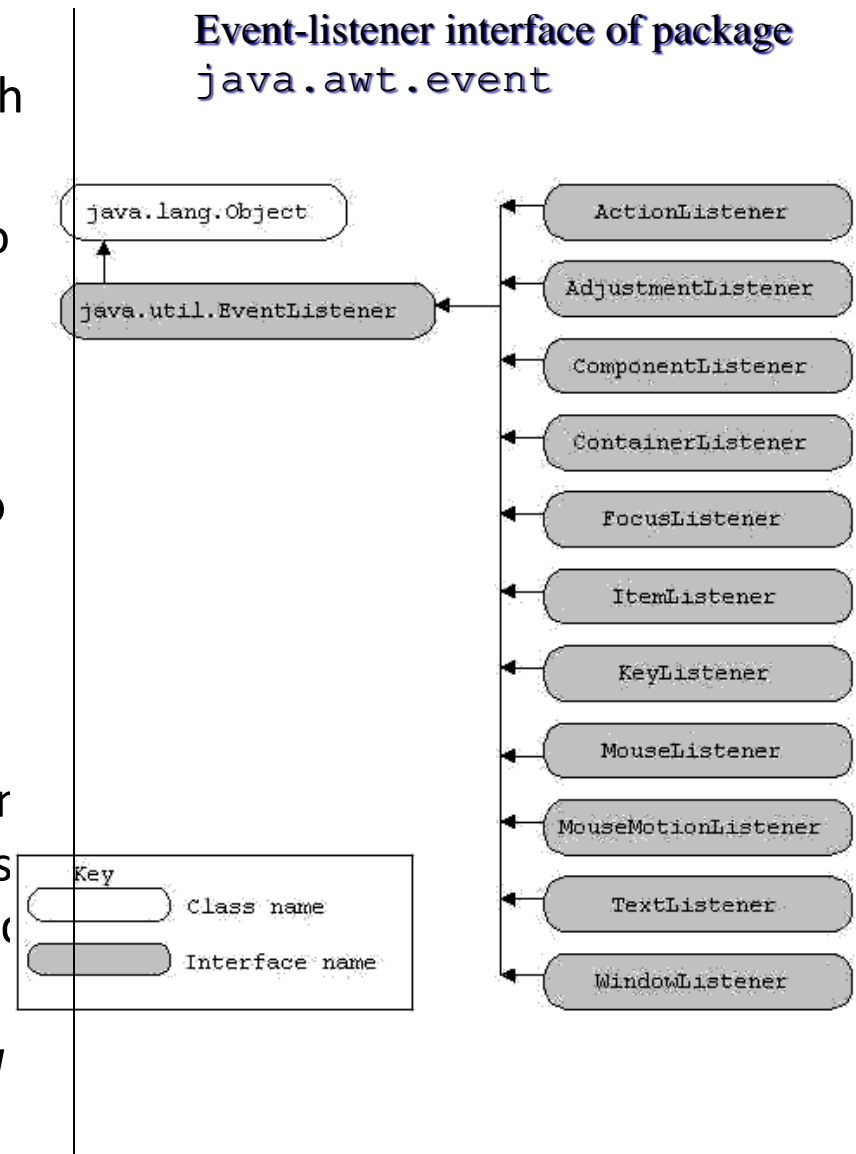 Event-listener interface of package
java.awt.event
h
java.lang.Object
java.util.EventListener
ActionListener
AdjustmentListener
ComponentListener
ContainerListener
FocusListener
ItemListener
KeyListener
MouseListener
MouseMotionListener
TextListener
WindowListener
s
Key
Class name
Interface name